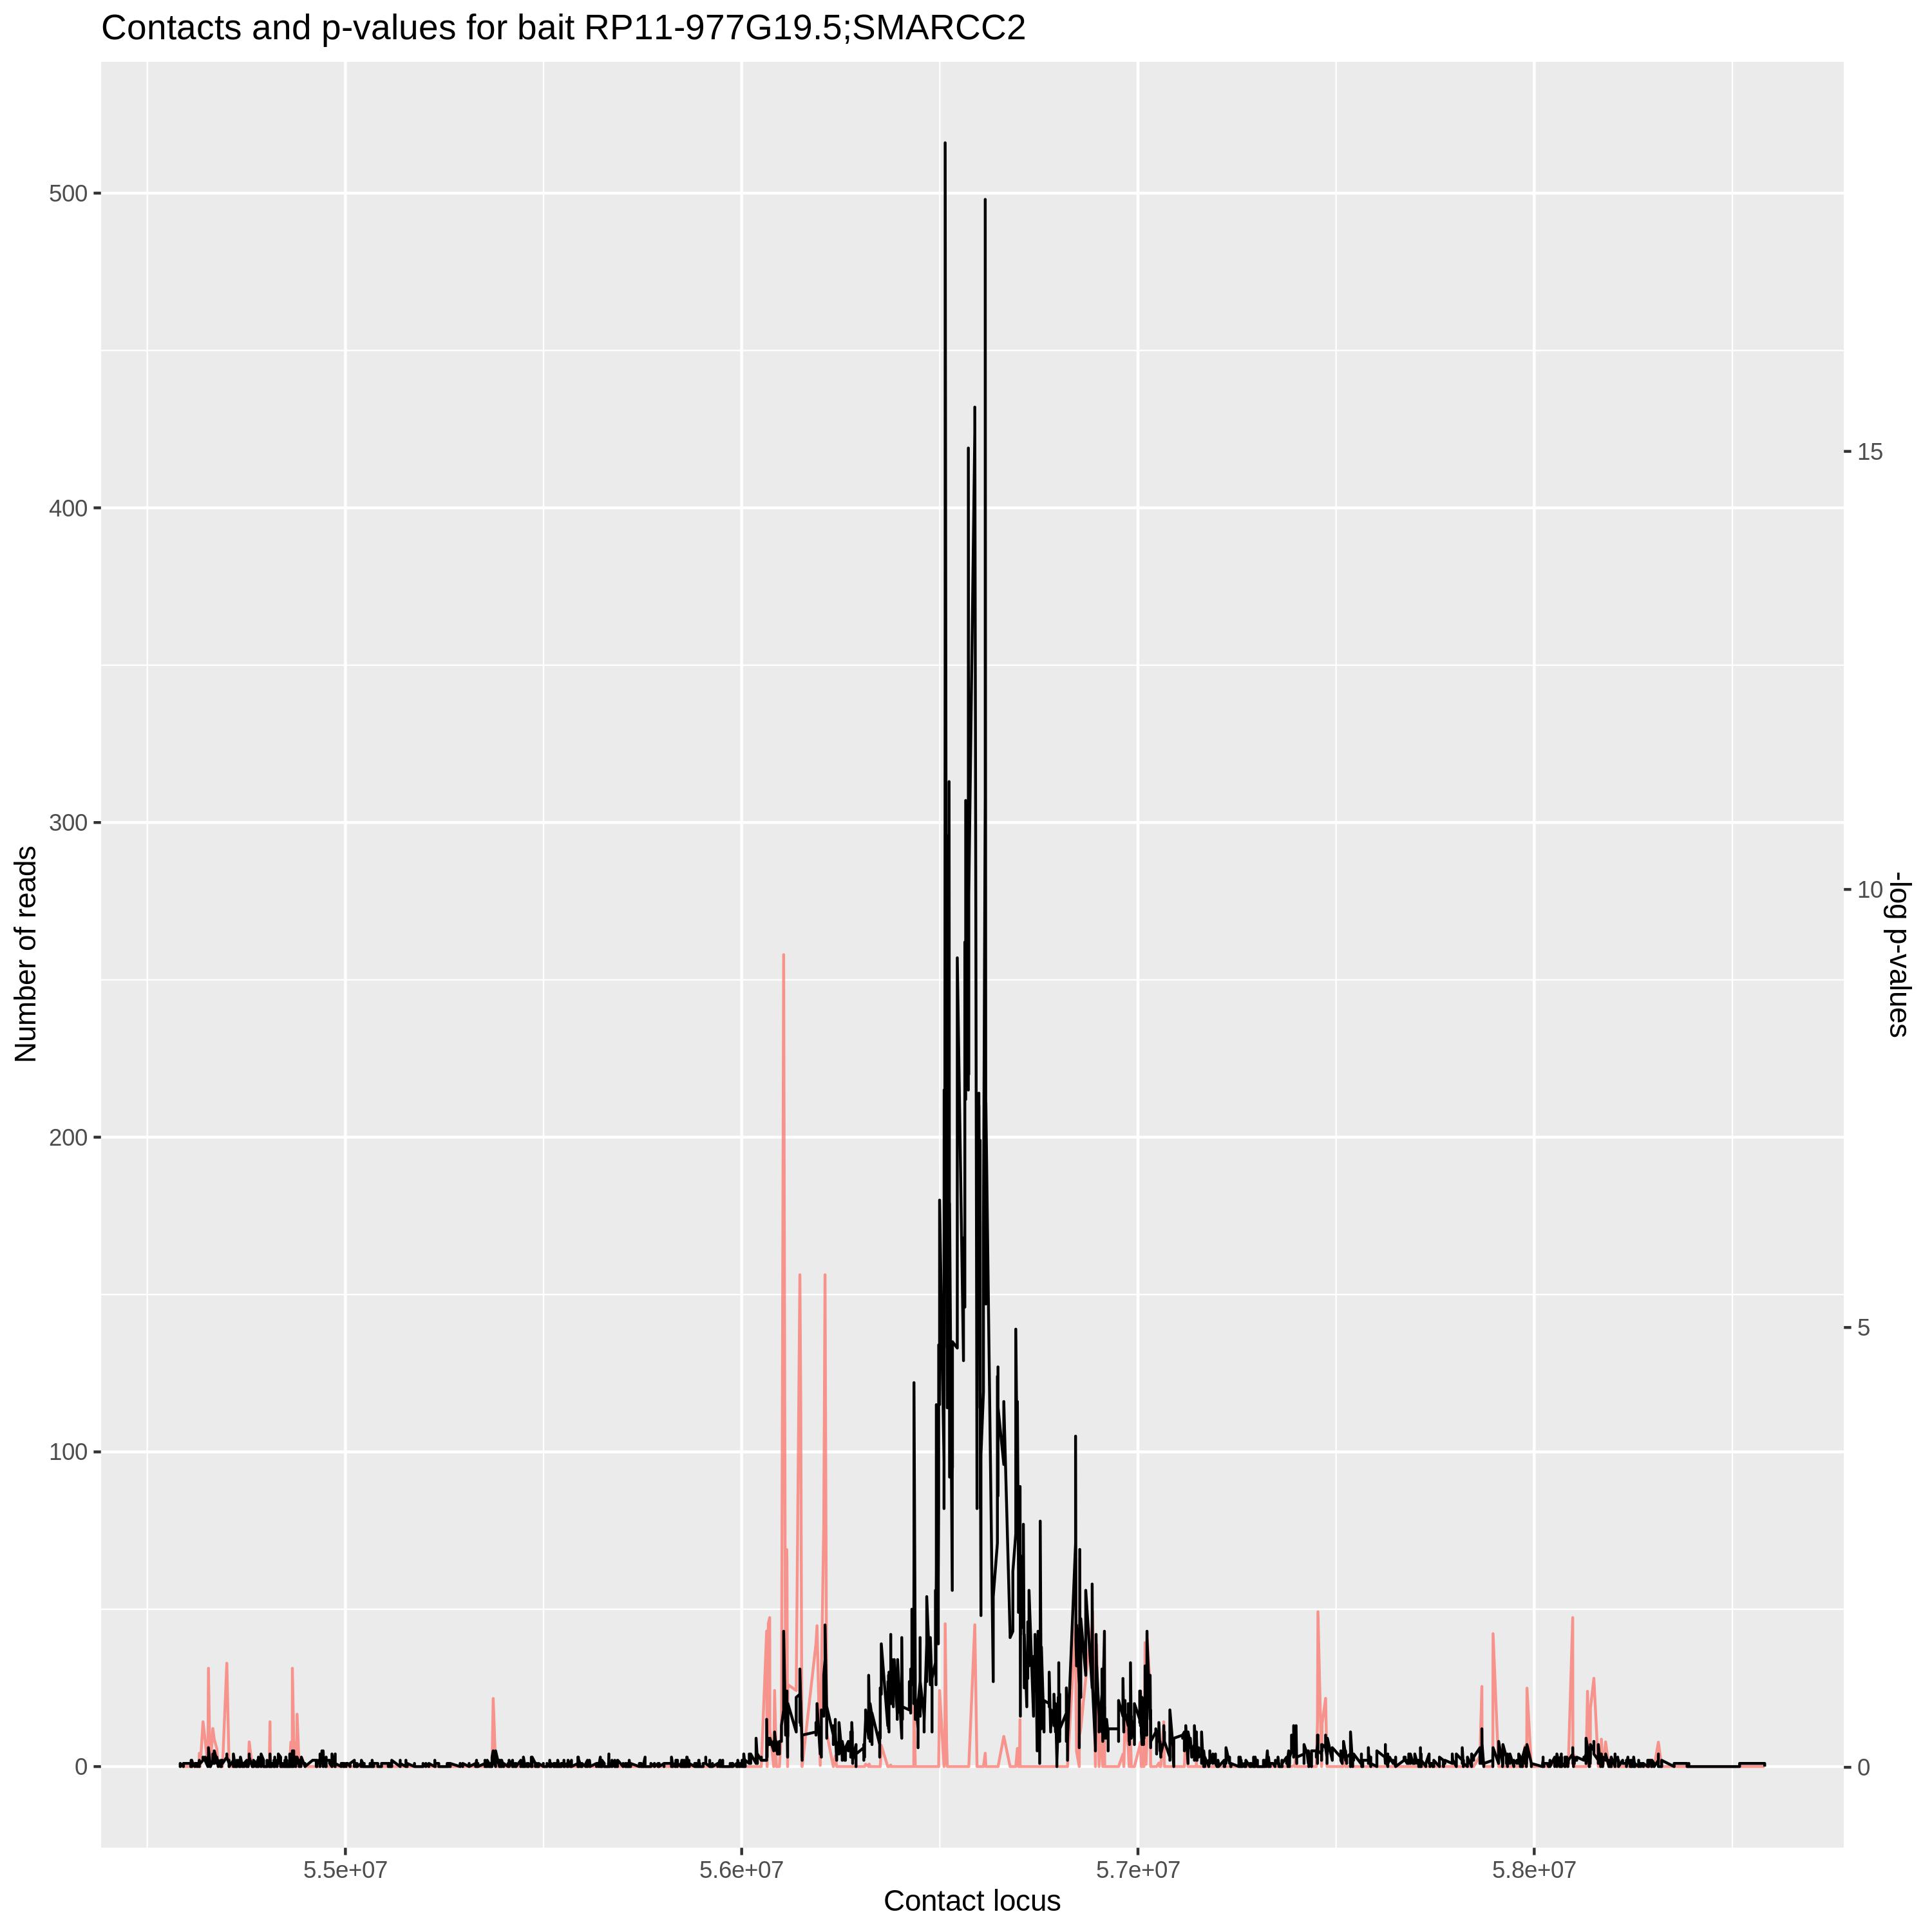 Contacts and p-values for bait RP11-977G19.5;SMARCC2
Number of reads
500
400
300
200
100
0
15
10
5
0
-log p-values
5.5e+07
5.6e+07
5.7e+07
5.8e+07
Contact locus